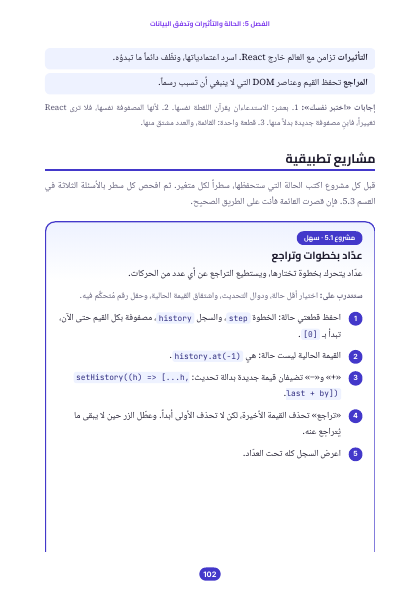 الفصل 5: الحالة والتأثيرات وتدفق البيانات
التأثيرات تزامن مع العالم خارج React. اسرد اعتمادياتها، ونظّف دائماً ما تبدؤه.
المراجع تحفظ القيم وعناصر DOM التي لا ينبغي أن تسبب رسماً.
إجابات «اختبر نفسك»: 1. بعدرٍ: الاستدعاءان يقرآن اللقطة نفسها. 2. لأنها المصفوفة نفسها، فلا ترى React
تغييراً، فابنِ مصفوفة جديدة بدلاً منها. 3. قطعة واحدة: القائمة، والعدد مشتق منها.
مشاريع تطبيقية
قبل كل مشروع اكتب الحالة التي ستحفظها، سطراً لكل متغير. ثم افحص كل سطر بالأسئلة الثلاثة في
القسم 5.3. فإن قصرت القائمة فأنت على الطريق الصحيح.
مشروع 5.1 · سهل
عدّاد بخطوات وتراجع
عدّاد يتحرك بخطوة تختارها، ويستطيع التراجع عن أي عدد من الحركات.
ستتدرب على: اختيار أقل حالة، ودوال التحديث، واشتقاق القيمة الحالية، وحقل رقم مُتحكَّم فيه.
1 احفظ قطعتي حالة: الخطوة step، والسجل history، مصفوفة بكل القيم حتى الآن،
تبدأ بـ [0].
2 القيمة الحالية ليست حالة: هي history.at(-1).
3 «+» و«−» تضيفان قيمة جديدة بدالة تحديث: setHistory((h) => [...h,
last + by]).
4 «تراجع» تحذف القيمة الأخيرة، لكن لا تحذف الأولى أبداً. وعطّل الزر حين لا يبقى ما
يُتراجع عنه.
5 اعرض السجل كله تحت العدّاد.
102